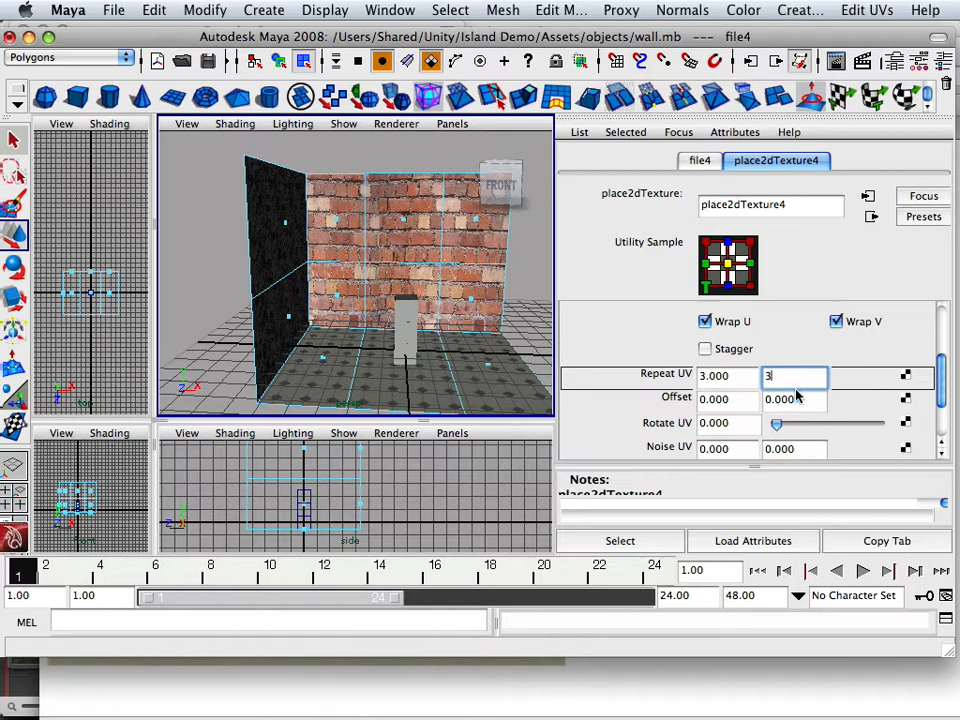 Maya File Edit Modify Create Display Window Select Mesh Edit M... Proxy Normals Color Creat... Edit UVs Help
Autodesk Maya 2008: /Users/Shared/Unity/Island Demo/Assets/objects/wall.mb --- file4
Polygons
View Shading
View Shading Lighting Show Renderer Panels
List Selected Focus Attributes Help
file4 place2dTexture4
place2dTexture: place2dTexture4
Focus
Presets
Utility Sample
FRONT
Wrap U Wrap V
Stagger
Repeat UV 3.000 3
Offset 0.000 0.000
Rotate UV 0.000
Noise UV 0.000 0.000
top
persp
View Shading
View Shading Lighting Show Renderer Panels
Notes:
place2dTexture4
front
side
Select Load Attributes Copy Tab
1 2 4 6 8 10 12 14 16 18 20 22 24 1.00
1.00 1.00 1 24 24.00 48.00 No Character Set
MEL